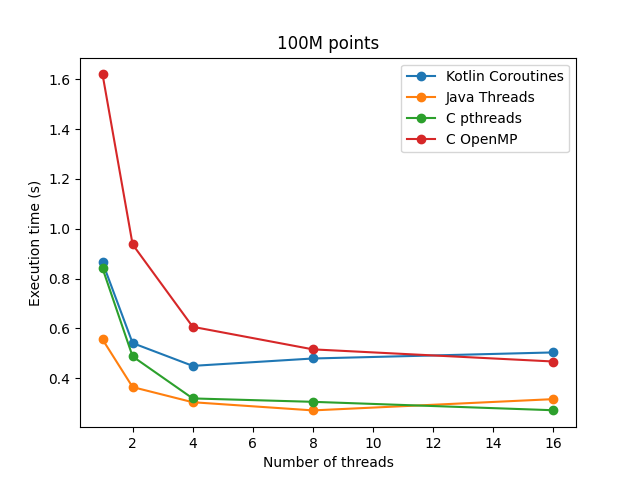 100M points
Kotlin Coroutines
Java Threads
C pthreads
C OpenMP
Execution time (s)
1.6
1.4
1.2
1.0
0.8
0.6
0.4
2 4 6 8 10 12 14 16
Number of threads